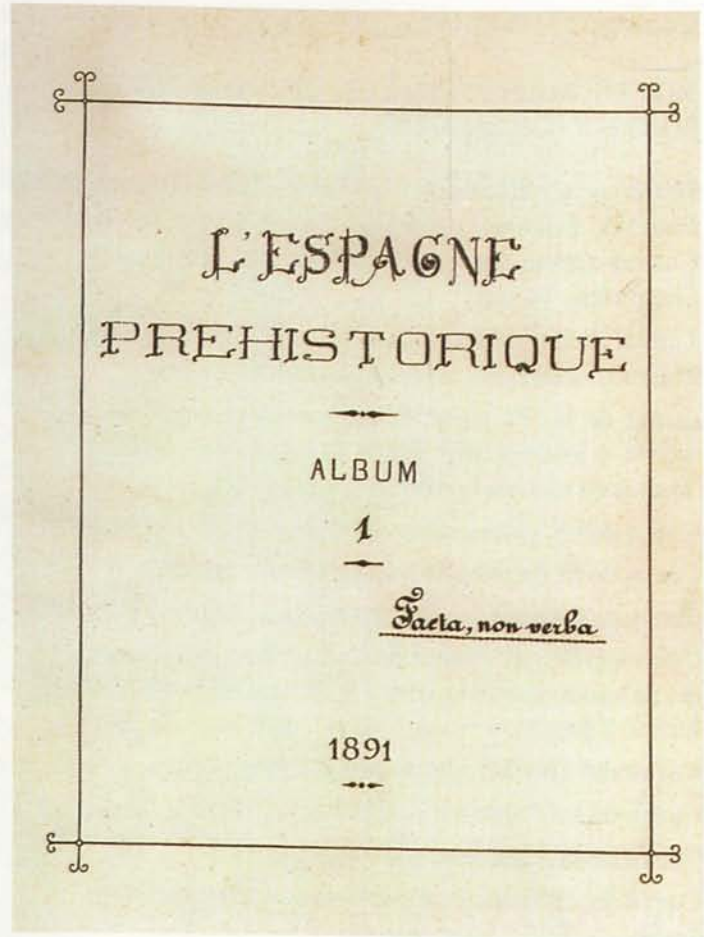 L'ESPAGNE
PREHISTORIQUE
ALBUM
1
Facta, non verba
1891